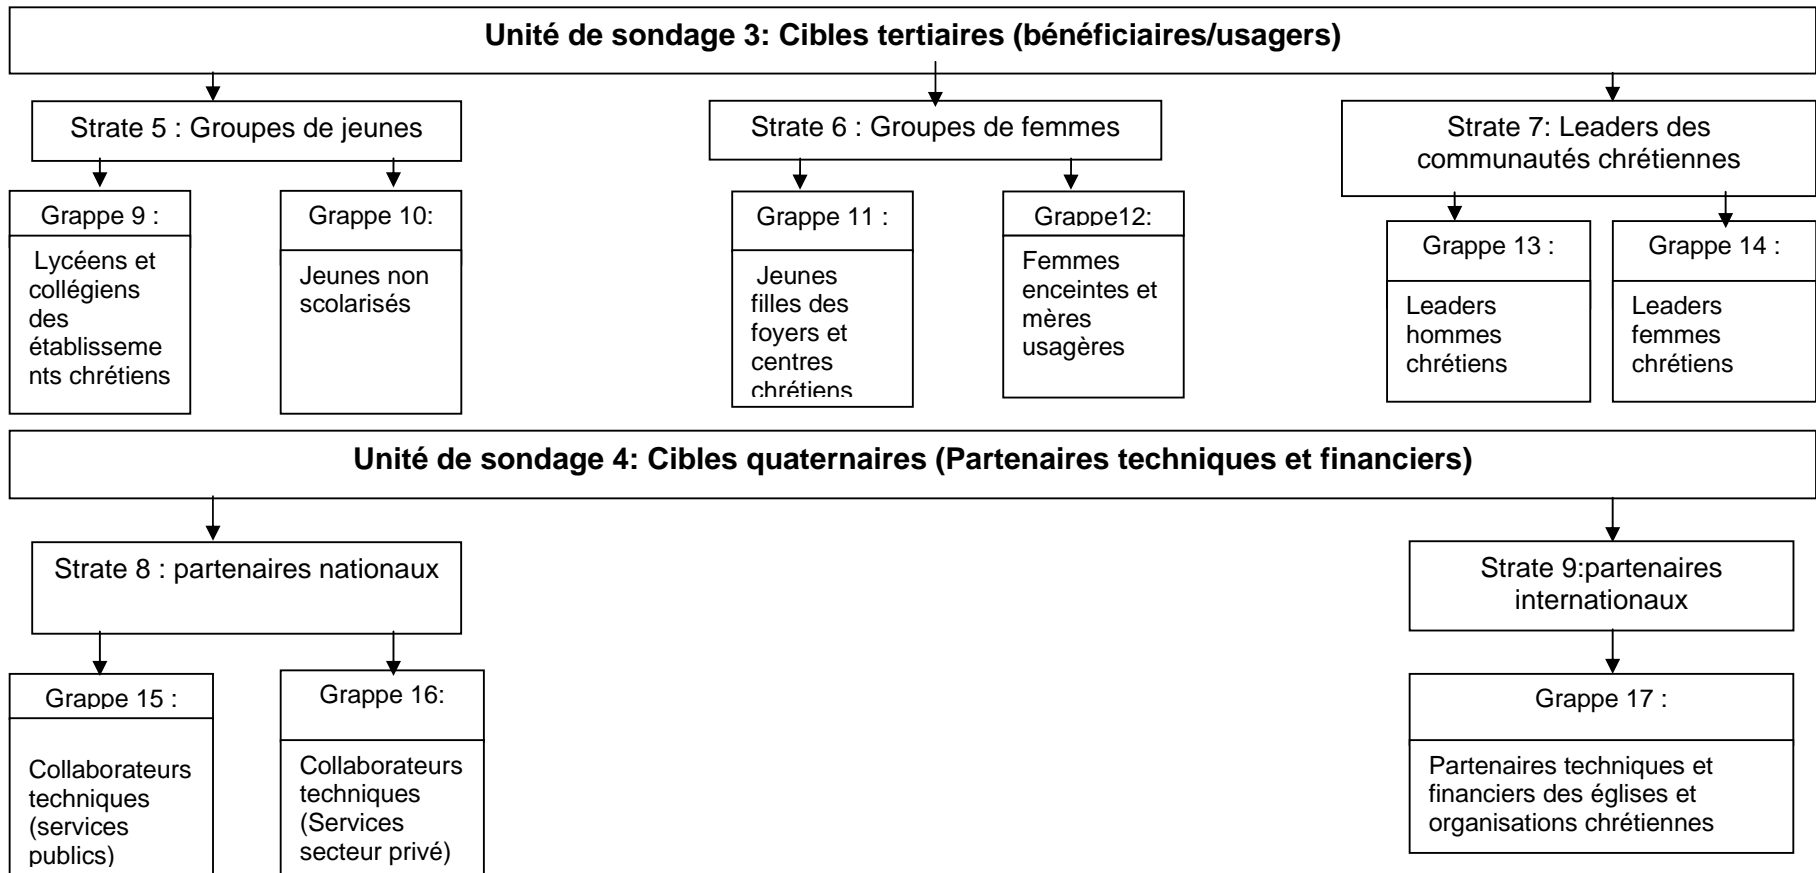 Unité de sondage 3: Cibles tertiaires (bénéficiaires/usagers)
Strate 5 : Groupes de jeunes
Strate 6 : Groupes de femmes
Strate 7: Leaders des
communautés chrétiennes
Grappe 9 :
Lycéens et
collégiens
des
établisseme
nts chrétiens
Grappe 10:
Jeunes non
scolarisés
Grappe 11 :
Jeunes
filles des
foyers et
centres
chrétiens
Grappe12:
Femmes
enceintes et
mères
usagères
Grappe 13 :
Leaders
hommes
chrétiens
Grappe 14 :
Leaders
femmes
chrétiens
Unité de sondage 4: Cibles quaternaires (Partenaires techniques et financiers)
Strate 8 : partenaires nationaux
Strate 9:partenaires
internationaux
Grappe 15 :
Collaborateurs
techniques
(services
publics)
Grappe 16:
Collaborateurs
techniques
(Services
secteur privé)
Grappe 17 :
Partenaires techniques et
financiers des églises et
organisations chrétiennes